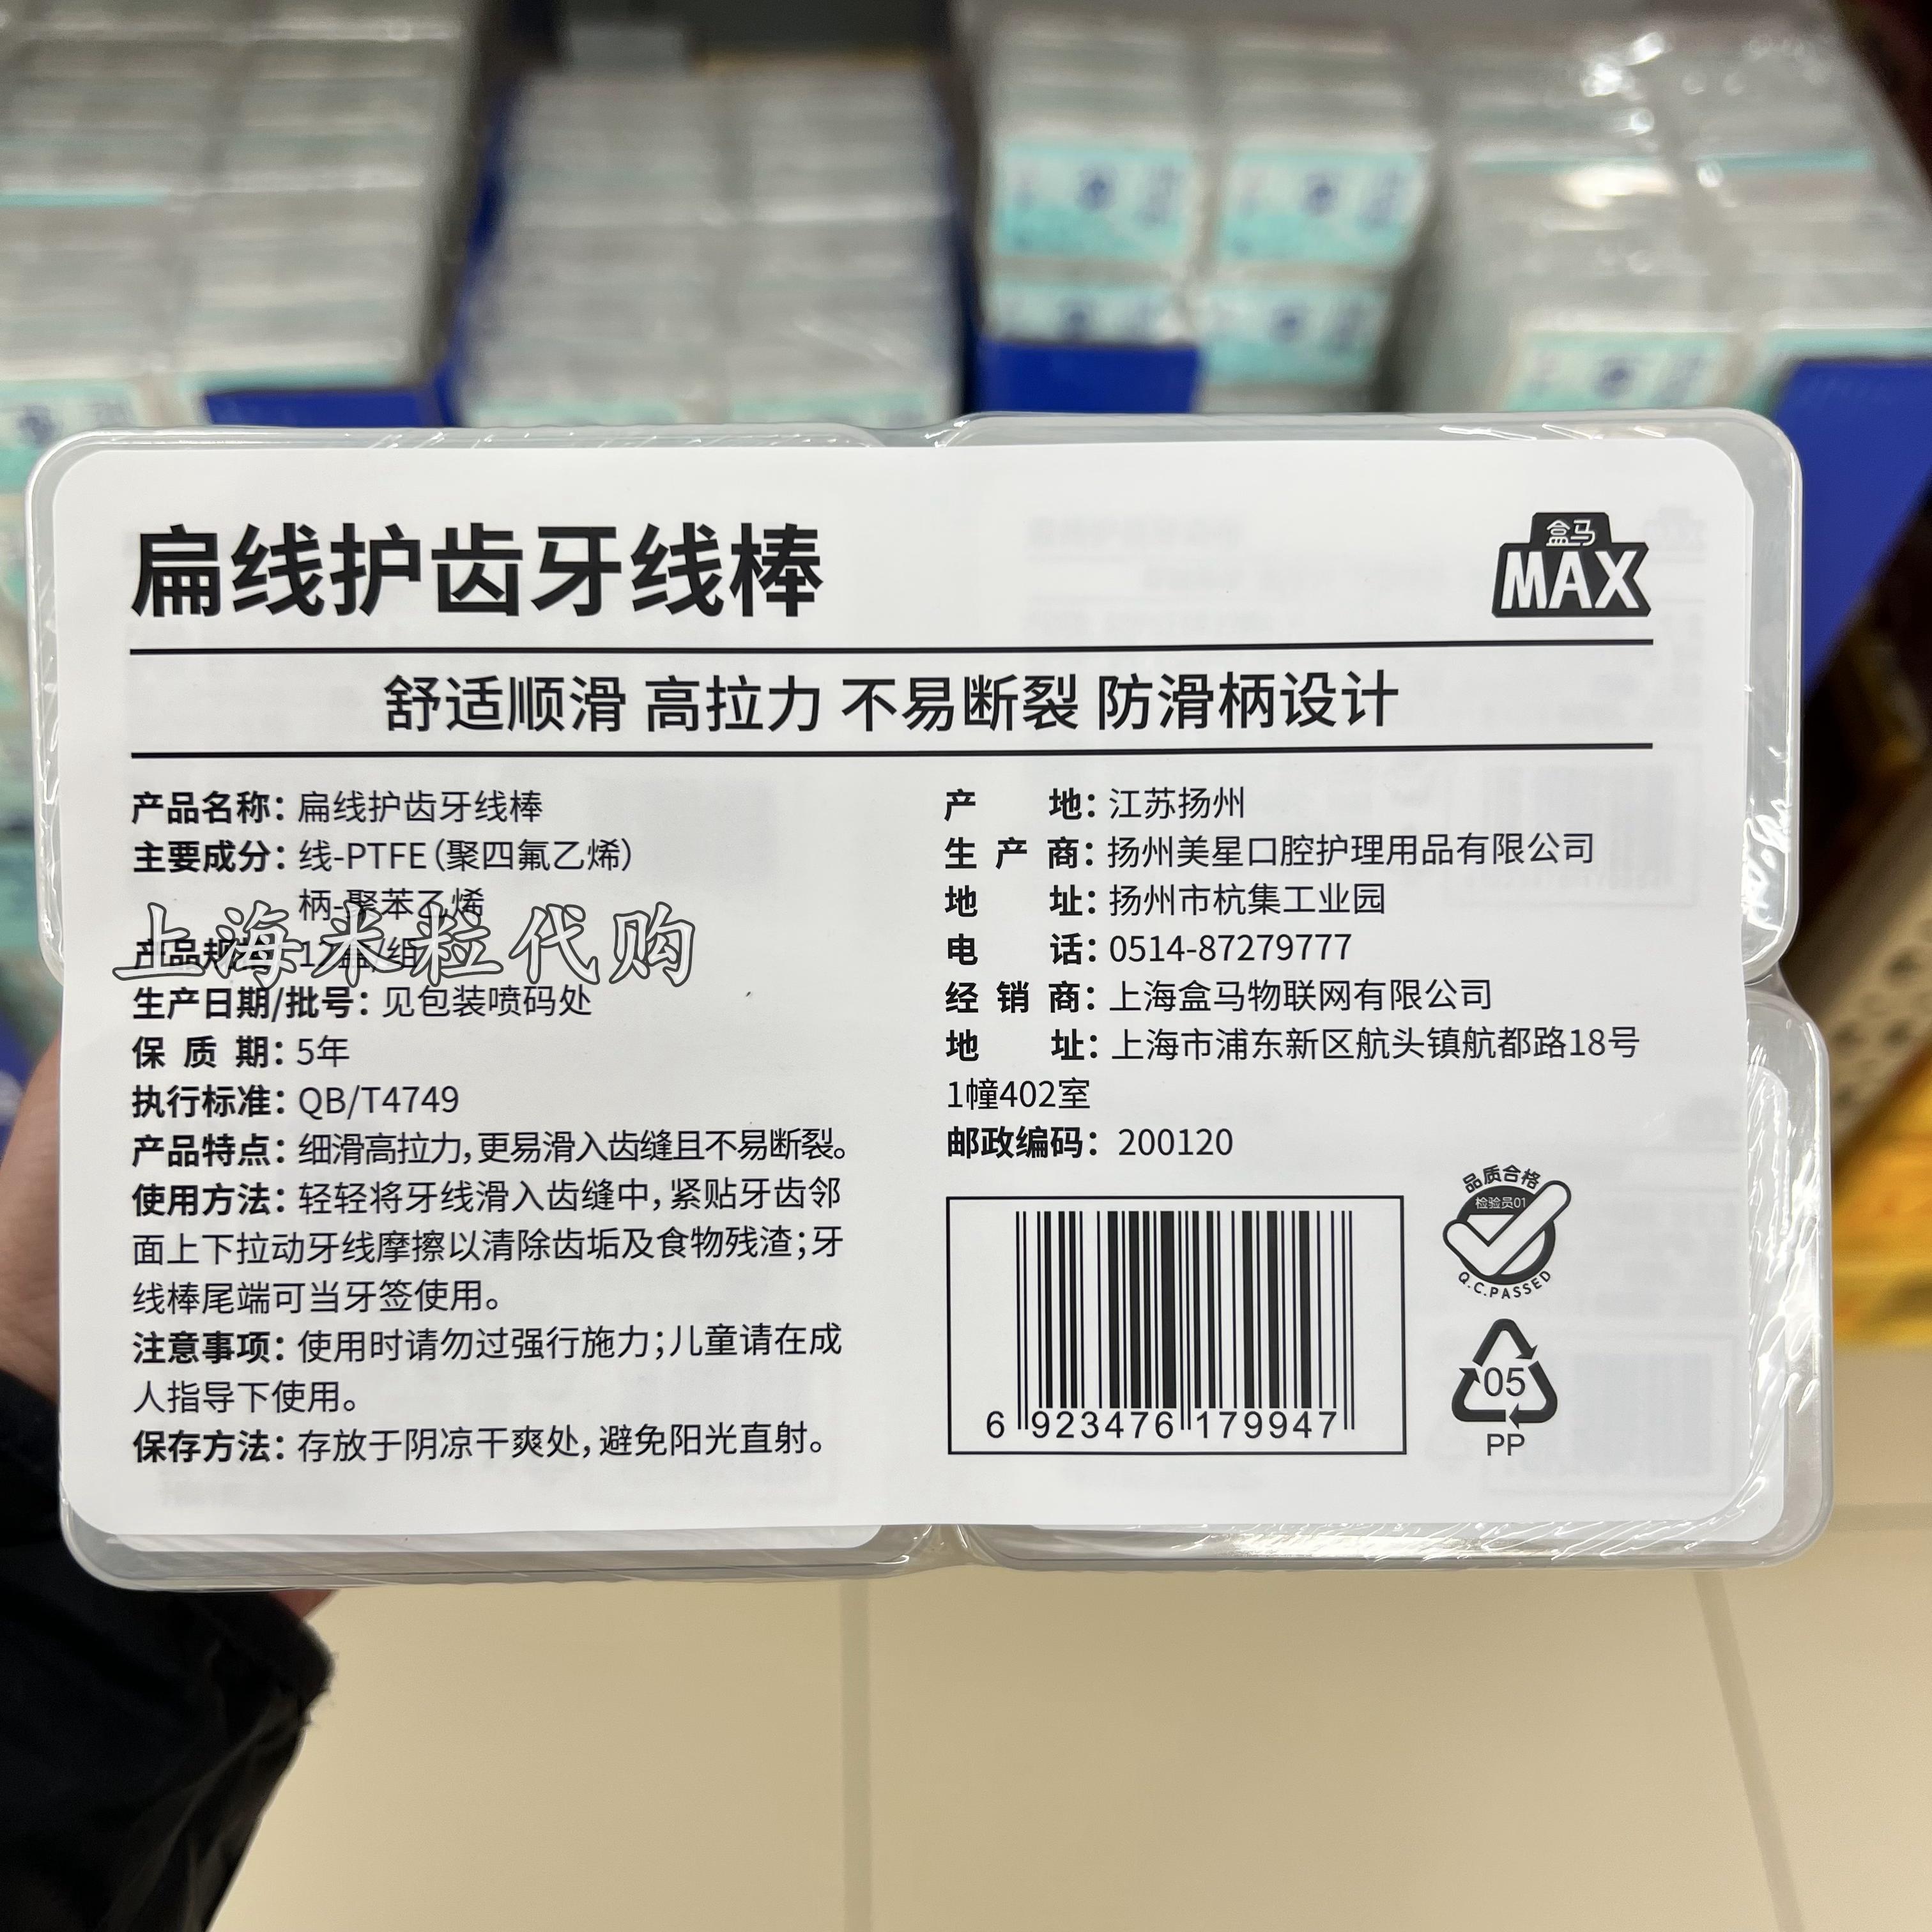 扁线护齿牙线棒
盒马
MAX
舒适顺滑 高拉力 不易断裂 防滑柄设计
产品名称：扁线护齿牙线棒
主要成分：线-PTFE（聚四氟乙烯）
柄-聚苯乙烯
产品规格：12盒/组
生产日期/批号：见包装喷码处
保 质 期：5年
执行标准：QB/T4749
产品特点：细滑高拉力，更易滑入齿缝且不易断裂。
使用方法：轻轻将牙线滑入齿缝中，紧贴牙齿邻
面上下拉动牙线摩擦以清除齿垢及食物残渣；牙
线棒尾端可当牙签使用。
注意事项：使用时请勿过强行施力；儿童请在成
人指导下使用。
保存方法：存放于阴凉干爽处，避免阳光直射。
上海米粒代购
产 地：江苏扬州
生 产 商：扬州美星口腔护理用品有限公司
地 址：扬州市杭集工业园
电 话：0514-87279777
经 销 商：上海盒马物联网有限公司
地 址：上海市浦东新区航头镇航都路18号
1幢402室
邮政编码：200120
6 923476 179947
品质合格
检验员01
Q.C.PASSED
05
PP